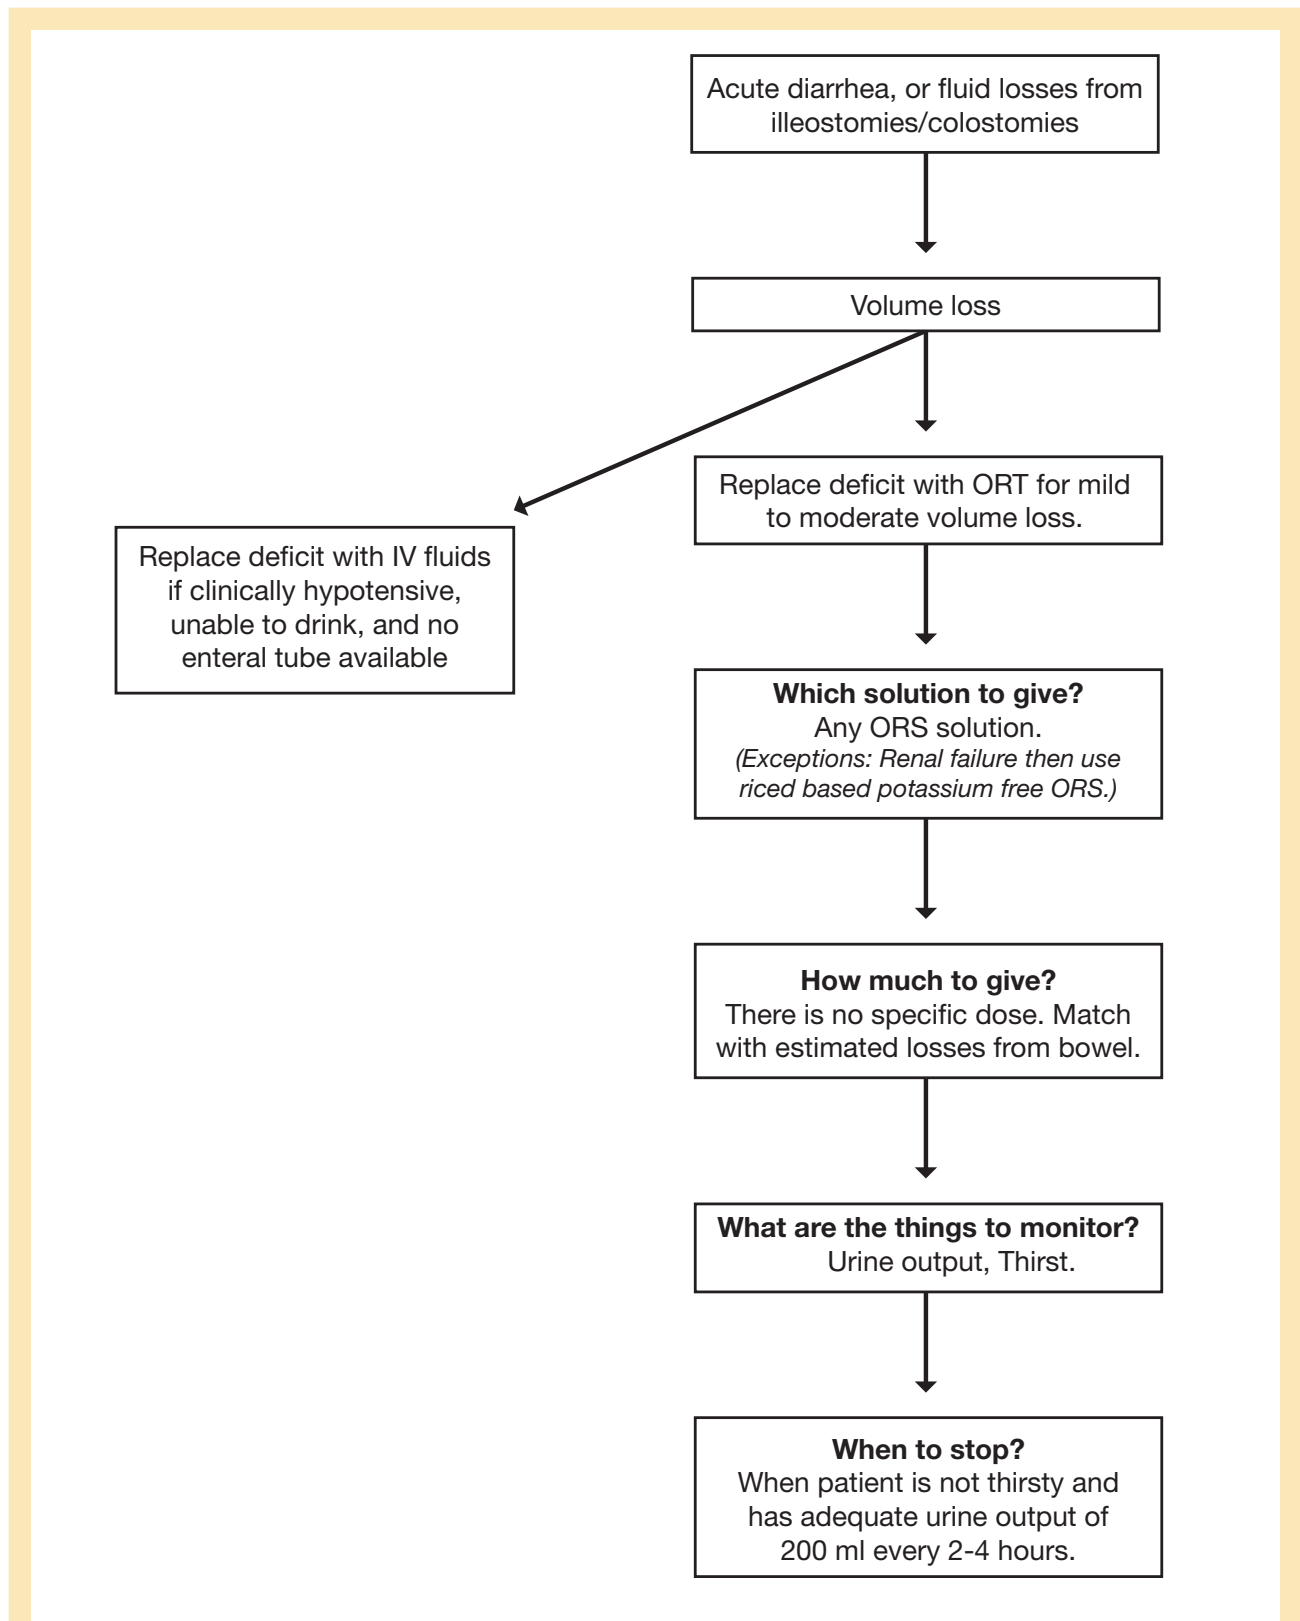 Acute diarrhea, or fluid losses from
illeostomies/colostomies
Volume loss
Replace deficit with ORT for mild
to moderate volume loss.
Replace deficit with IV fluids
if clinically hypotensive,
unable to drink, and no
enteral tube available
Which solution to give?
Any ORS solution.
(Exceptions: Renal failure then use
riced based potassium free ORS.)
How much to give?
There is no specific dose. Match
with estimated losses from bowel.
What are the things to monitor?
Urine output, Thirst.
When to stop?
When patient is not thirsty and
has adequate urine output of
200 ml every 2-4 hours.